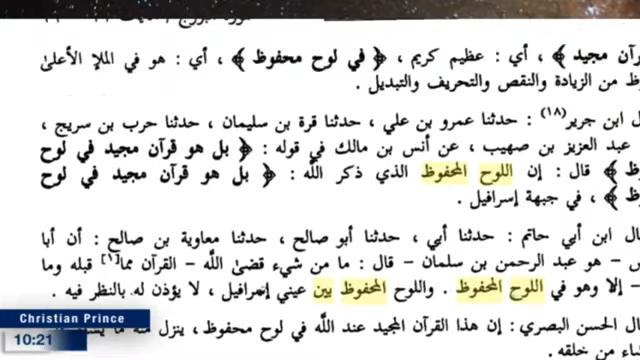 رآن مجيد ﴾ ، أي : عظيم كريم ، ﴿ في لوح محفوظ ﴾ ، أي : هو في الملإ الأعلى
ظ من الزيادة والنقص والتحريف والتبديل .
ل ابن جرير(١٨) : حدثنا عمرو بن علي ، حدثنا قرة بن سليمان ، حدثنا حرب بن سريج ،
عبد العزيز بن صهيب ، عن أنس بن مالك في قوله : ﴿ بل هو قرآن مجيد في لوح
ظ ﴾ قال : إن اللوح المحفوظ الذي ذكر الله : ﴿ بل هو قرآن مجيد في لوح
ظ ﴾ ، في جبهة إسرافيل .
ال ابن أبي حاتم : حدثنا أبي ، حدثنا أبو صالح ، حدثنا معاوية بن صالح : أن أبا
س – هو عبد الرحمن بن سلمان – قال : ما من شيء قضى الله – القرآن مما[١] قبله وما
– إلا وهو في اللوح المحفوظ . واللوح المحفوظ بين عيني إسرافيل ، لا يؤذن له بالنظر فيه .
ال الحسن البصري : إن هذا القرآن المجيد عند الله في لوح محفوظ ، ينزل منه ما
من خلقه .
Christian Prince
10:21